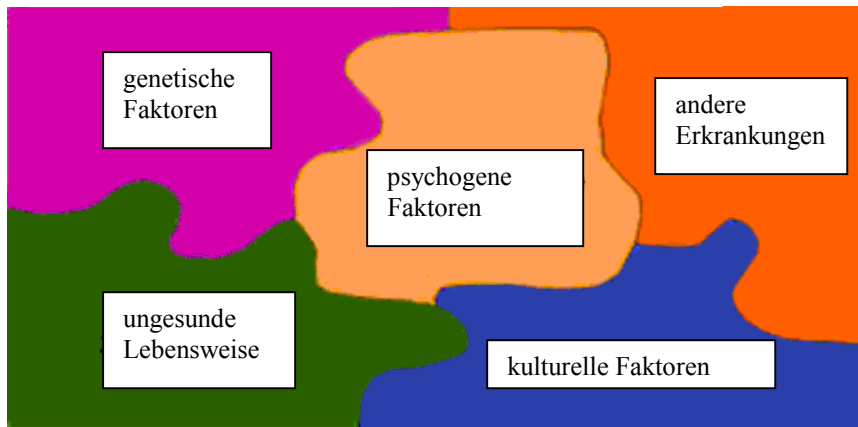 genetische
Faktoren
andere
Erkrankungen
psychogene
Faktoren
ungesunde
Lebensweise
kulturelle Faktoren